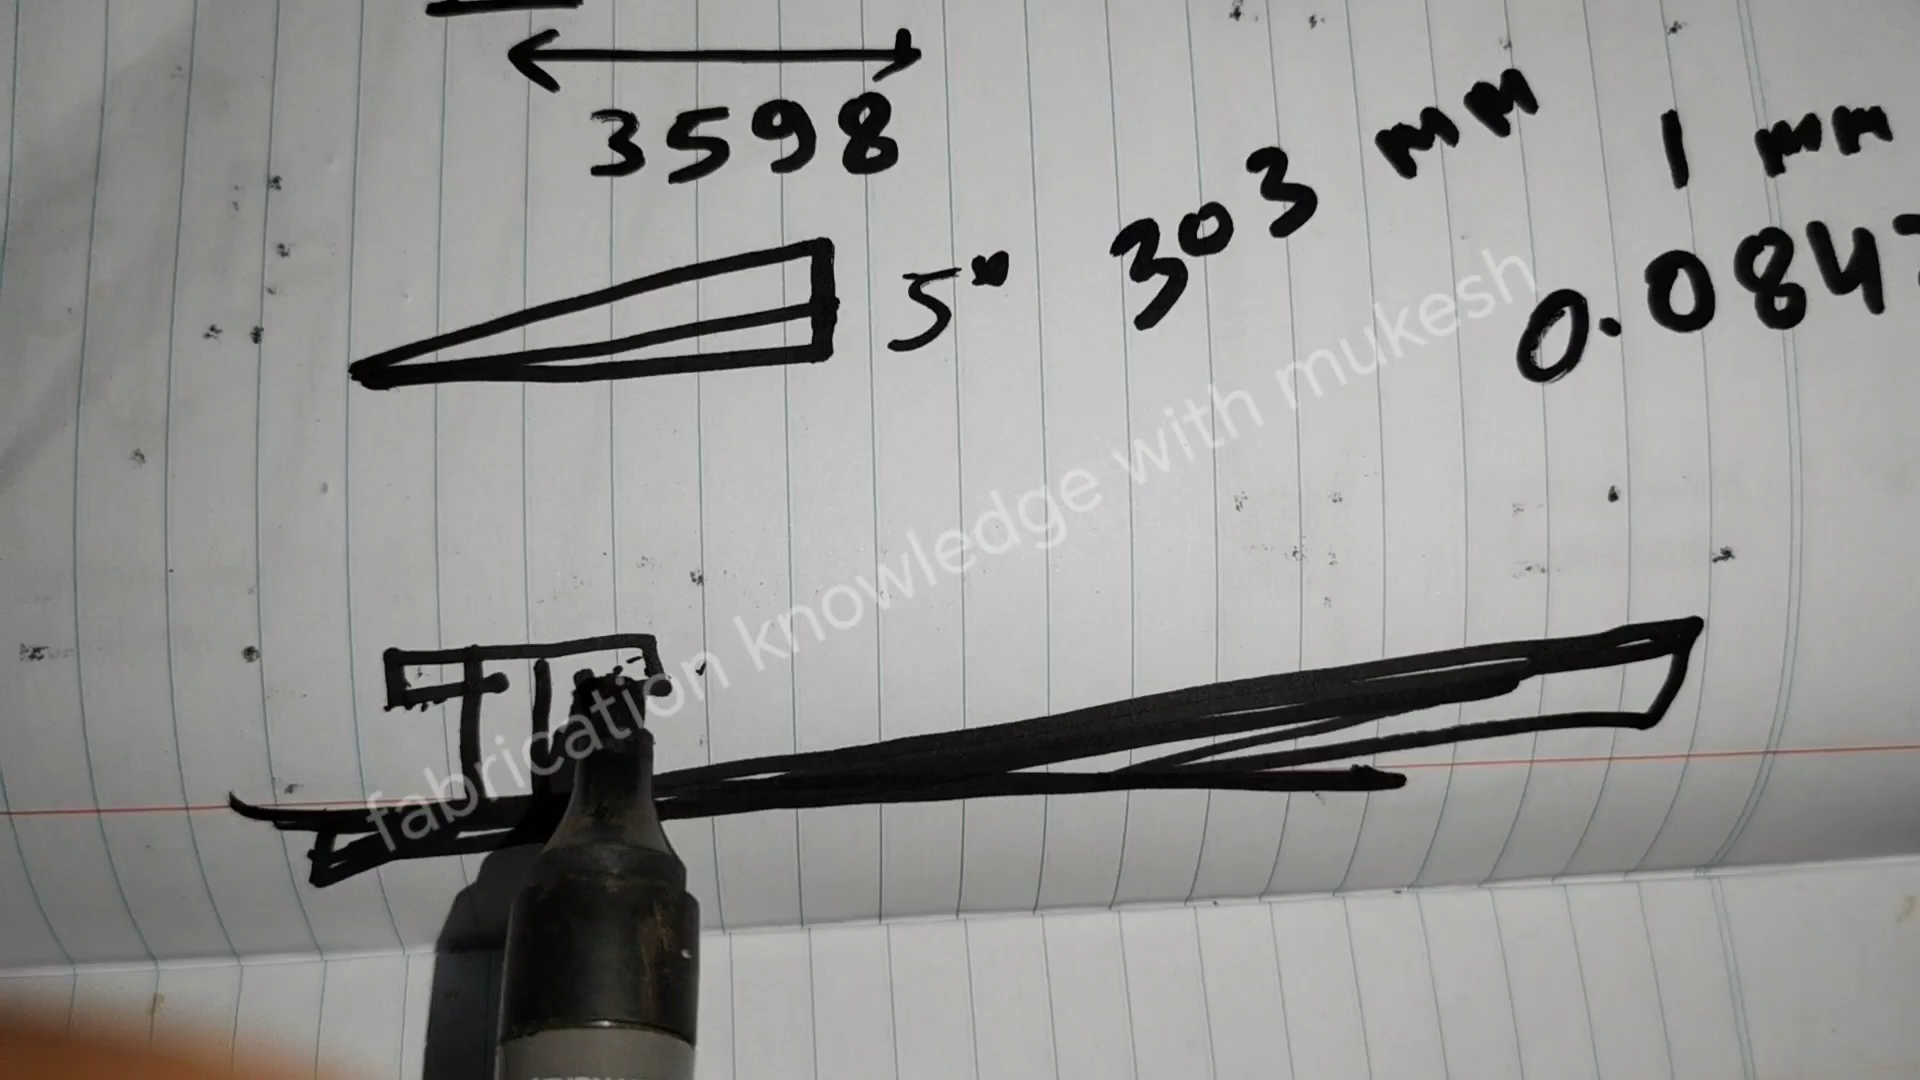 3598
5" 303 mm
1 mm
0.084
fabrication knowledge with mukesh